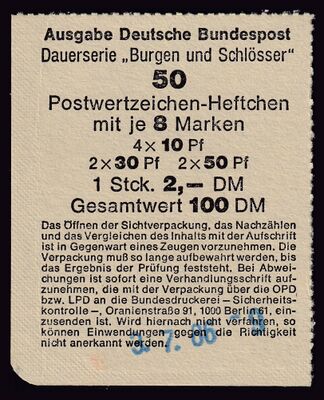 Ausgabe Deutsche Bundespost
Dauerserie „Burgen und Schlösser“
50
Postwertzeichen-Heftchen
mit je 8 Marken
4 x 10 Pf
2 x 30 Pf 2 x 50 Pf
1 Stck. 2,— DM
Gesamtwert 100 DM
Das Öffnen der Sichtverpackung, das Nachzählen
und das Vergleichen des Inhalts mit der Aufschrift
ist in Gegenwart eines Zeugen vorzunehmen. Die
Verpackung muß so lange aufbewahrt werden, bis
das Ergebnis der Prüfung feststeht. Bei Abwei-
chungen ist sofort eine Verhandlungsschrift auf-
zunehmen, die mit der Verpackung über die OPD
bzw. LPD an die Bundesdruckerei – Sicherheits-
kontrolle –, Oranienstraße 91, 1000 Berlin 61, ein-
zusenden ist. Wird hiernach nicht verfahren, so
können Einwendungen gegen die Richtigkeit
nicht anerkannt werden.
7.